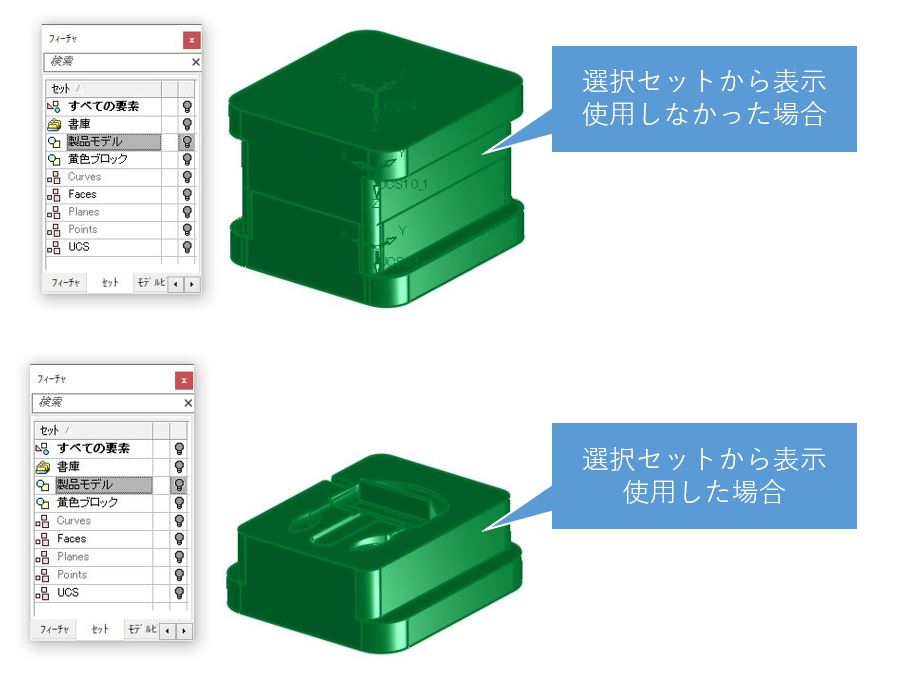 フィーチャ
x
検索
×
セット /
すべての要素
書庫
製品モデル
黄色ブロック
Curves
Faces
Planes
Points
UCS
フィーチャ セット モデルヒ
選択セットから表示
使用しなかった場合
X Y
UCS24
Z
X Y
UCS10_1
Z
X Y
フィーチャ
x
検索
×
セット /
すべての要素
書庫
製品モデル
黄色ブロック
Curves
Faces
Planes
Points
UCS
フィーチャ セット モデルヒ
選択セットから表示
使用した場合